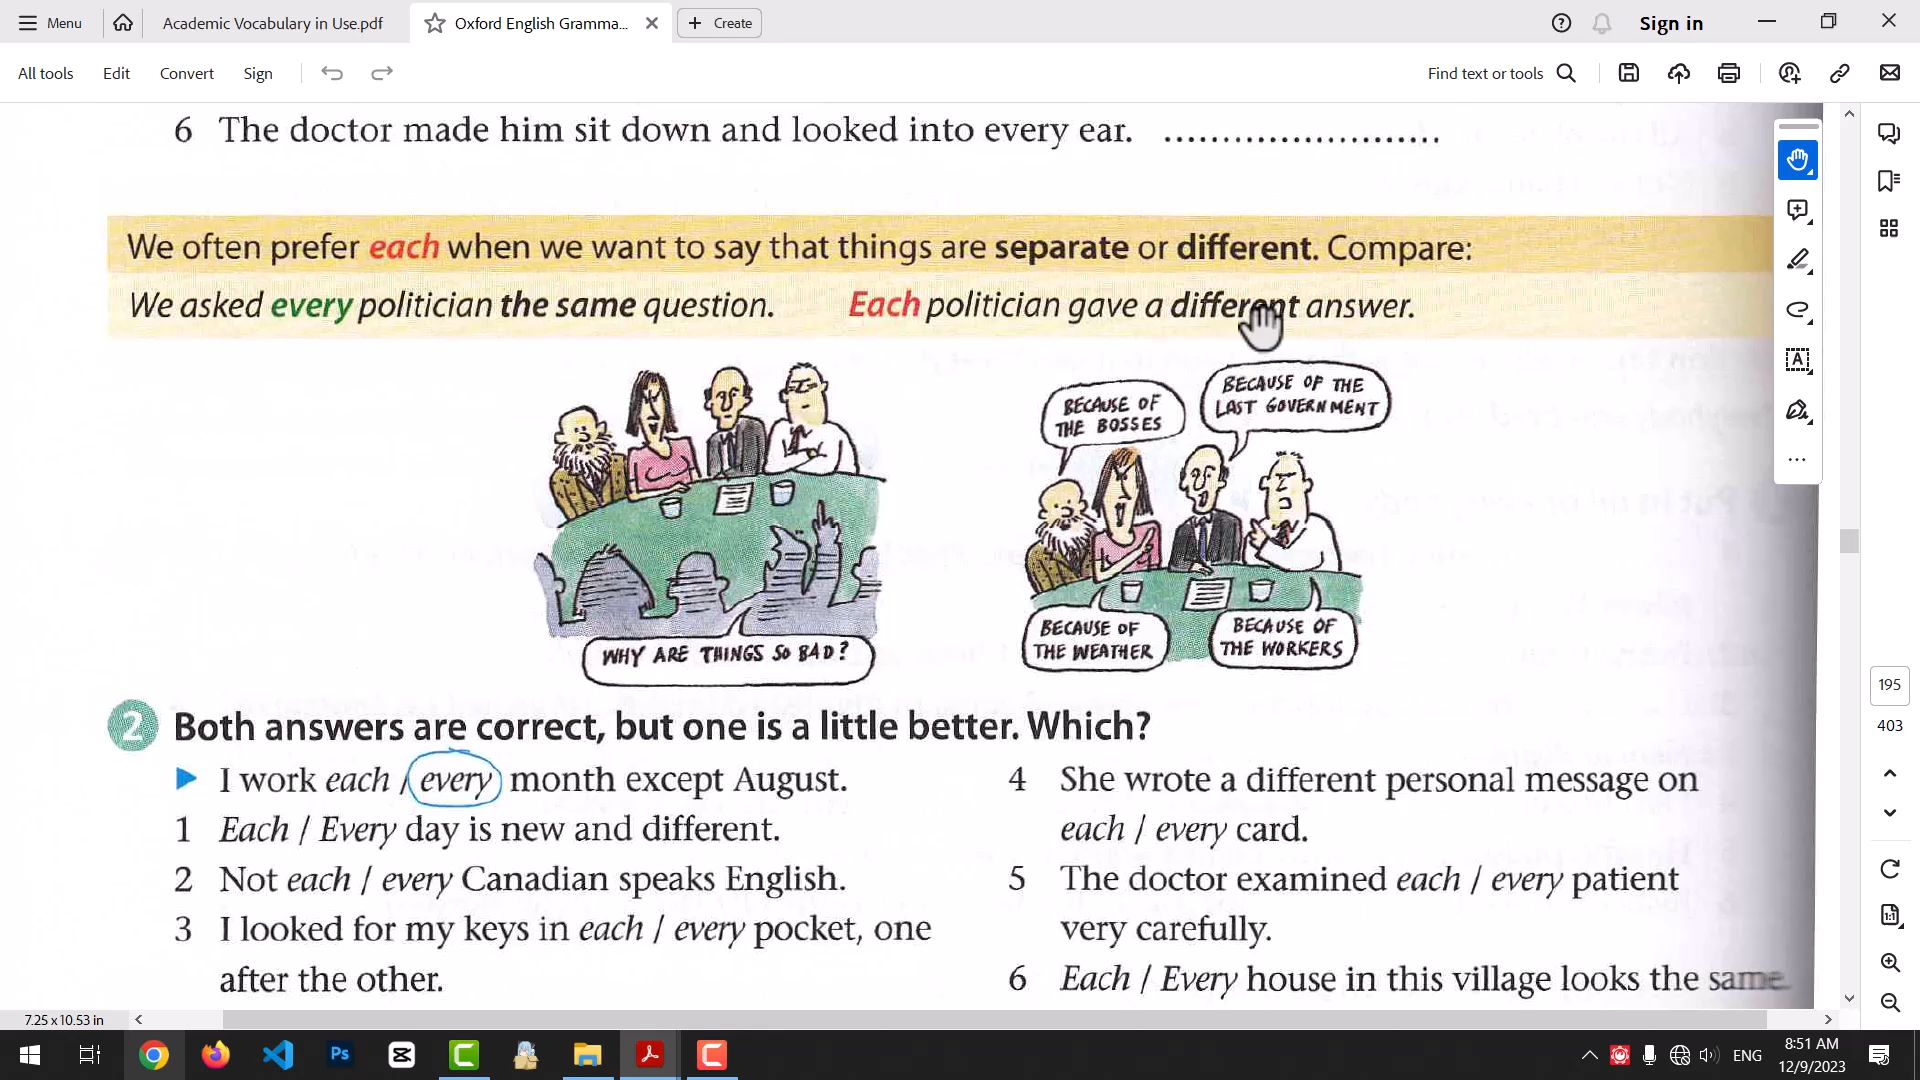 Menu
Academic Vocabulary in Use.pdf
Oxford English Gramma...
Create
Sign in
All tools
Edit
Convert
Sign
Find text or tools
6 The doctor made him sit down and looked into every ear. ........................
We often prefer each when we want to say that things are separate or different. Compare:
We asked every politician the same question. Each politician gave a different answer.
BECAUSE OF
THE BOSSES
BECAUSE OF THE
LAST GOVERNMENT
WHY ARE THINGS SO BAD?
BECAUSE OF
THE WEATHER
BECAUSE OF
THE WORKERS
2 Both answers are correct, but one is a little better. Which?
I work each / every month except August.
1 Each / Every day is new and different.
2 Not each / every Canadian speaks English.
3 I looked for my keys in each / every pocket, one
after the other.
4 She wrote a different personal message on
each / every card.
5 The doctor examined each / every patient
very carefully.
6 Each / Every house in this village looks the same.
195
403
7.25 x 10.53 in
ENG
8:51 AM
12/9/2023